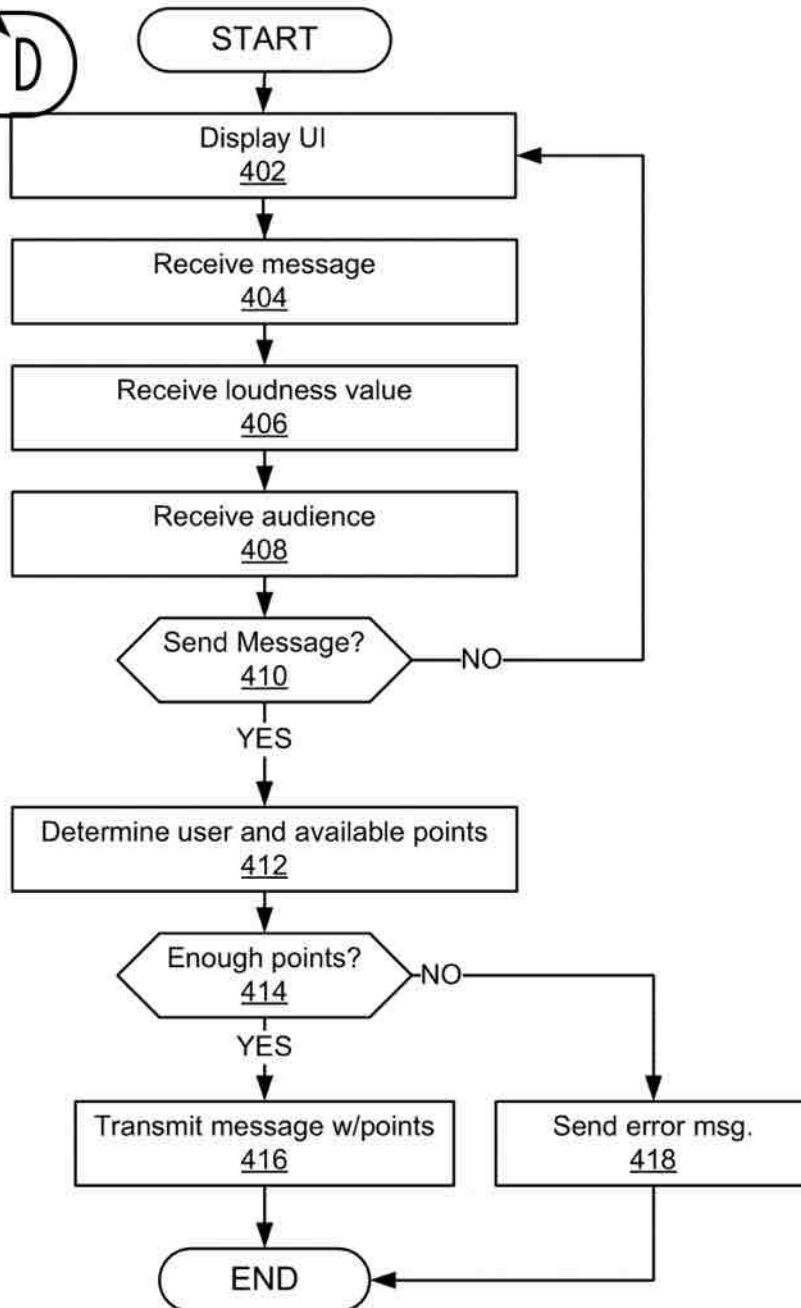 START
D
Display UI
402
Receive message
404
Receive loudness value
406
Receive audience
408
Send Message?
410
NO
YES
Determine user and available points
412
Enough points?
414
NO
YES
Transmit message w/points
416
Send error msg.
418
END